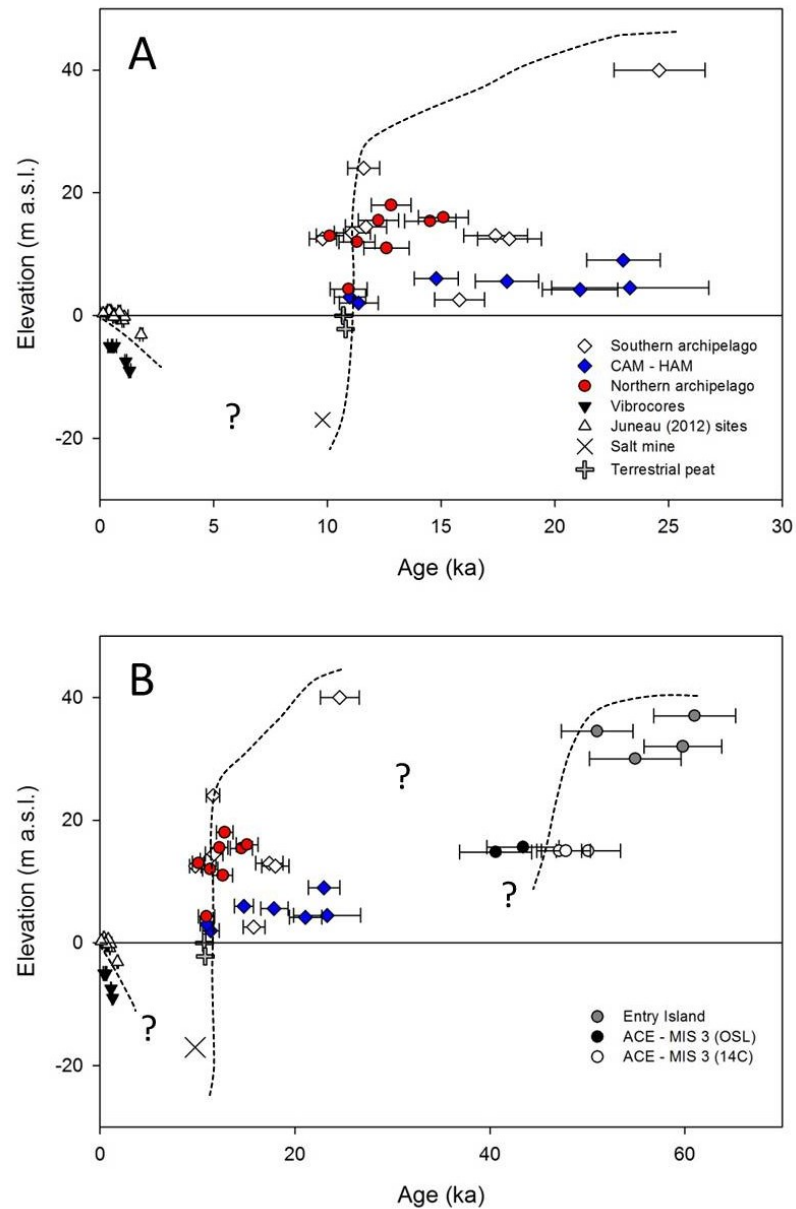 A
40
20
0
-20
Elevation (m a.s.l.)
?
Southern archipelago
CAM - HAM
Northern archipelago
Vibrocores
Juneau (2012) sites
Salt mine
Terrestrial peat
0 5 10 15 20 25 30
Age (ka)
B
40
20
0
-20
Elevation (m a.s.l.)
?
?
?
Entry Island
ACE - MIS 3 (OSL)
ACE - MIS 3 (14C)
0 20 40 60
Age (ka)